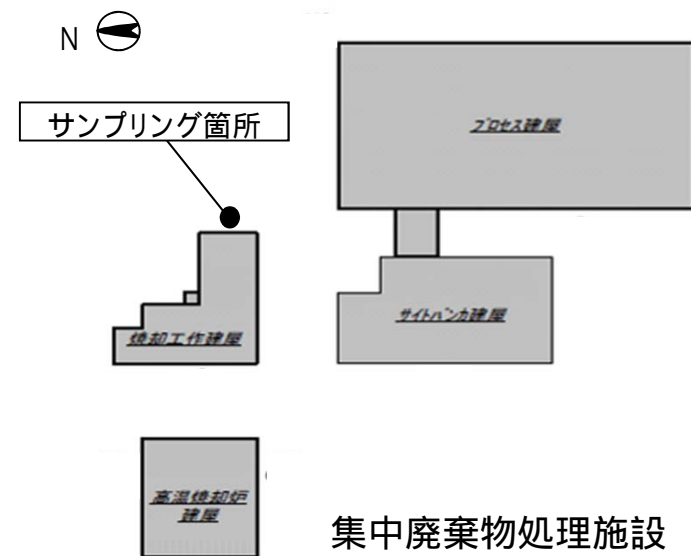 N
サンプリング箇所
プロセス建屋
サイトバンカ建屋
焼却工作建屋
高温焼却炉
建屋
集中廃棄物処理施設